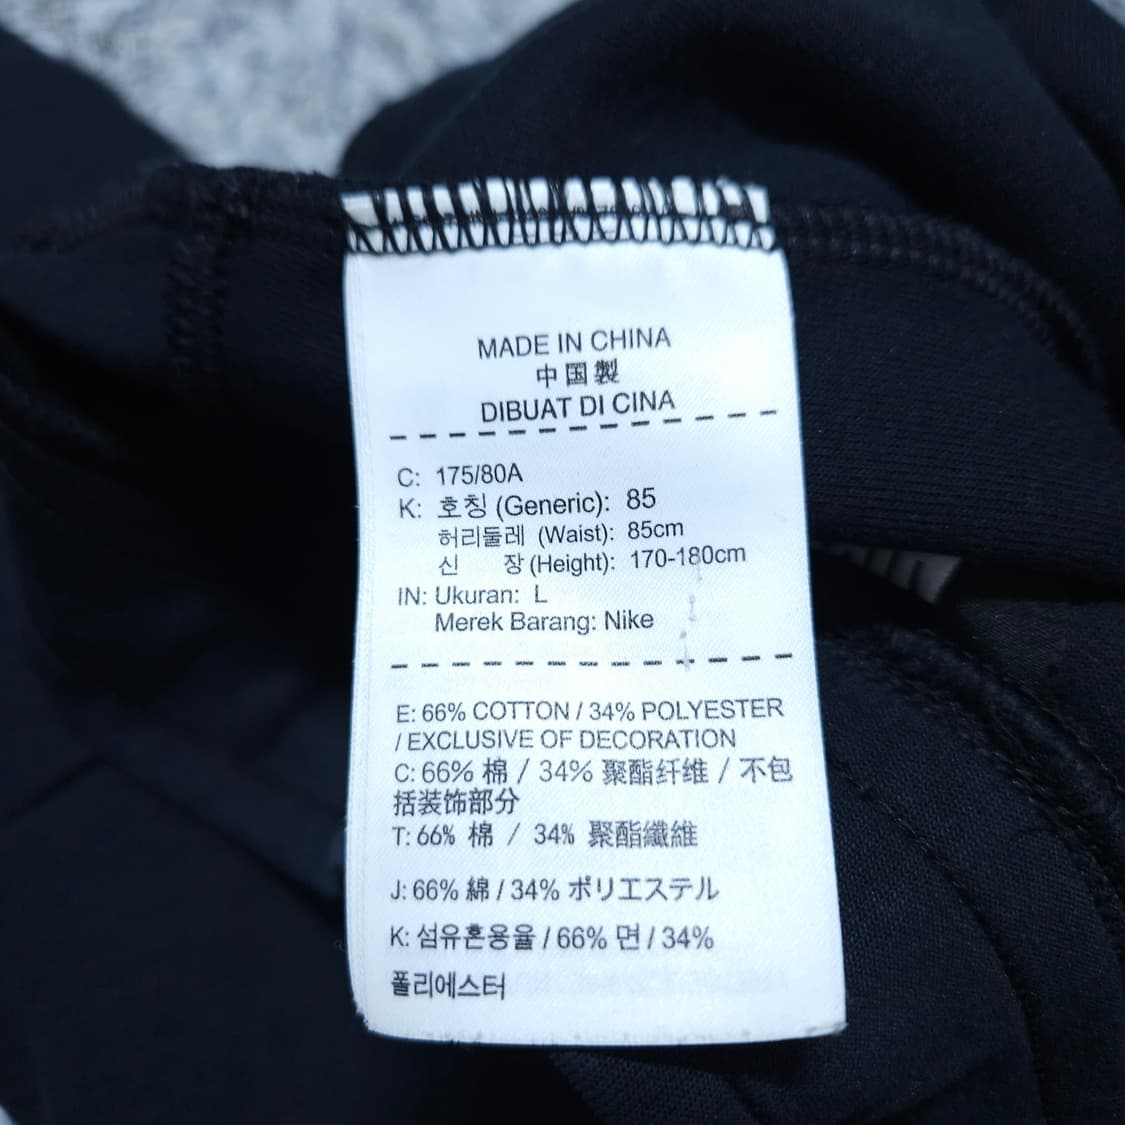 MADE IN CHINA
中国製
DIBUAT DI CINA
C: 175/80A
K: 호칭 (Generic): 85
허리둘레 (Waist): 85cm
신 장 (Height): 170-180cm
IN: Ukuran: L
Merek Barang: Nike
E: 66% COTTON / 34% POLYESTER
/ EXCLUSIVE OF DECORATION
C: 66% 棉 / 34% 聚酯纤维 / 不包
括装饰部分
T: 66% 棉 / 34% 聚酯纖維
J: 66% 綿 / 34% ポリエステル
K: 섬유혼용율 / 66% 면 / 34%
폴리에스터